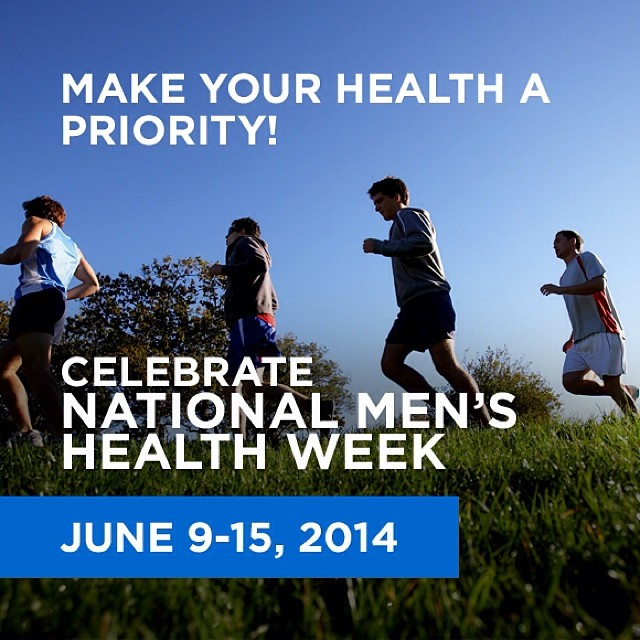 MAKE YOUR HEALTH A
PRIORITY!
CELEBRATE
NATIONAL MEN'S
HEALTH WEEK
JUNE 9-15, 2014